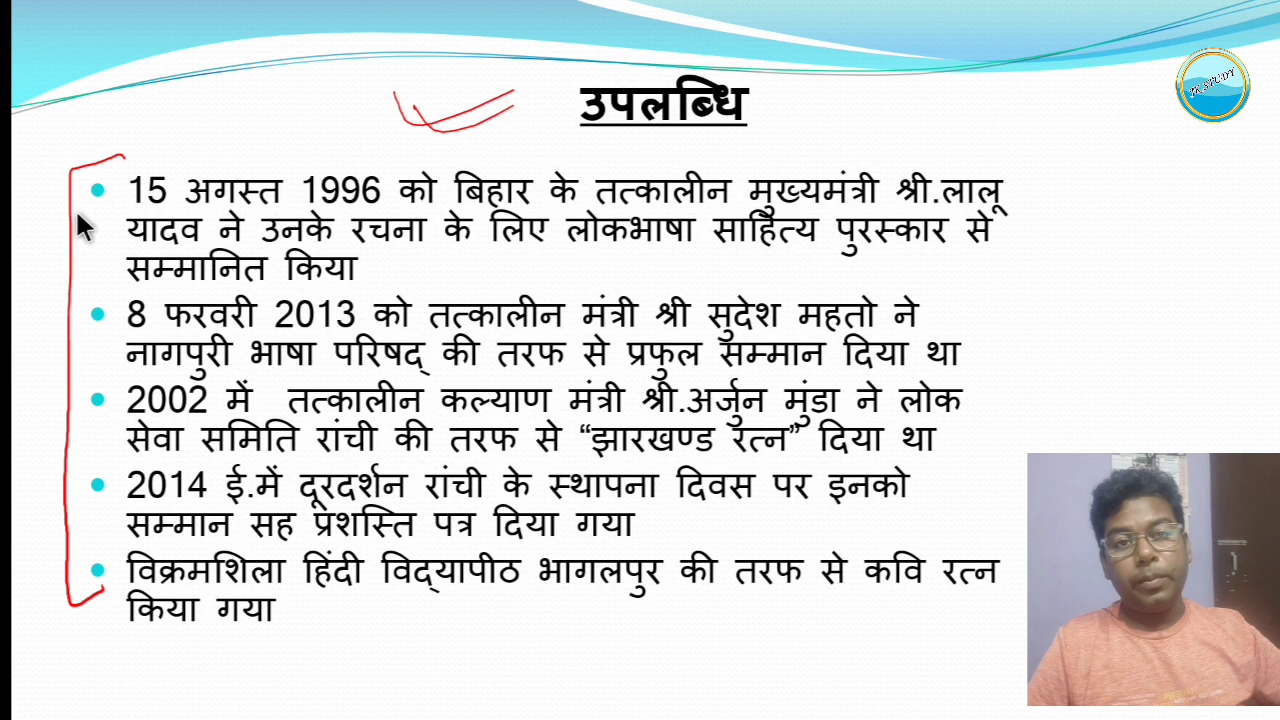 उपलब्धि
JKSTUDY
15 अगस्त 1996 को बिहार के तत्कालीन मुख्यमंत्री श्री.लालू
यादव ने उनके रचना के लिए लोकभाषा साहित्य पुरस्कार से
सम्मानित किया
8 फरवरी 2013 को तत्कालीन मंत्री श्री सुदेश महतो ने
नागपुरी भाषा परिषद् की तरफ से प्रफुल सम्मान दिया था
2002 में तत्कालीन कल्याण मंत्री श्री.अर्जुन मुंडा ने लोक
सेवा समिति रांची की तरफ से “झारखण्ड रत्न” दिया था
2014 ई.में दूरदर्शन रांची के स्थापना दिवस पर इनको
सम्मान सह प्रशस्ति पत्र दिया गया
विक्रमशिला हिंदी विद्यापीठ भागलपुर की तरफ से कवि रत्न
किया गया